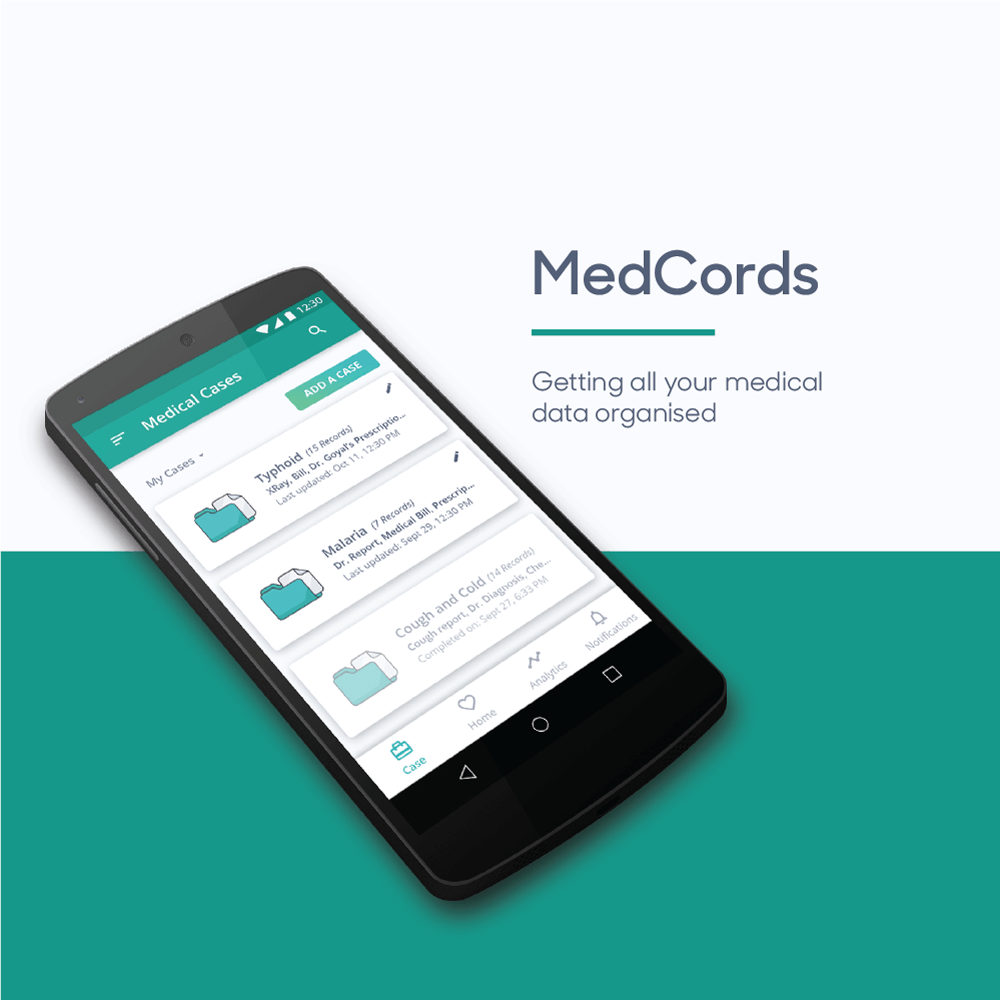 MedCords
Getting all your medical
data organised
12:30
Medical Cases
ADD A CASE
My Cases
Typhoid (15 Records)
XRay, Bill, Dr. Goyal's Prescriptio...
Last updated: Oct 11, 12:30 PM
Malaria (7 Records)
Dr. Report, Medical Bill, Prescrip...
Last updated: Sept 29, 12:30 PM
Cough and Cold (14 Records)
Cough report, Dr. Diagnosis, Che...
Completed on: Sept 27, 6:33 PM
Case
Home
Analytics
Notifications